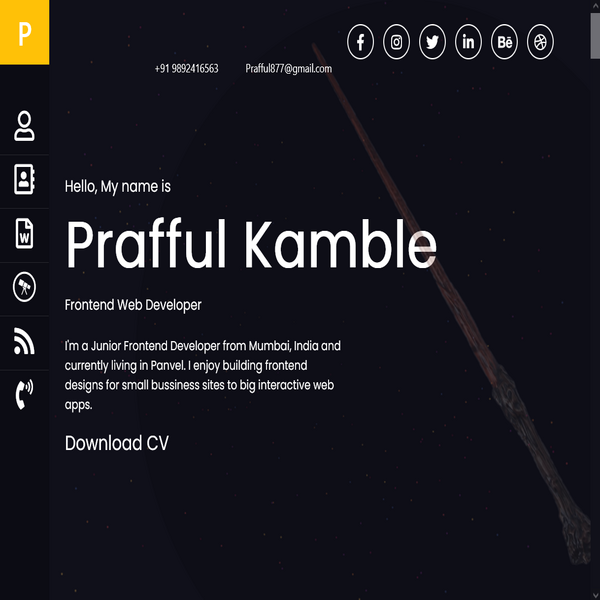 P
+91 9892416563 Prafful877@gmail.com
Hello, My name is
Prafful Kamble
Frontend Web Developer
I'm a Junior Frontend Developer from Mumbai, India and
currently living in Panvel. I enjoy building frontend
designs for small bussiness sites to big interactive web
apps.
Download CV